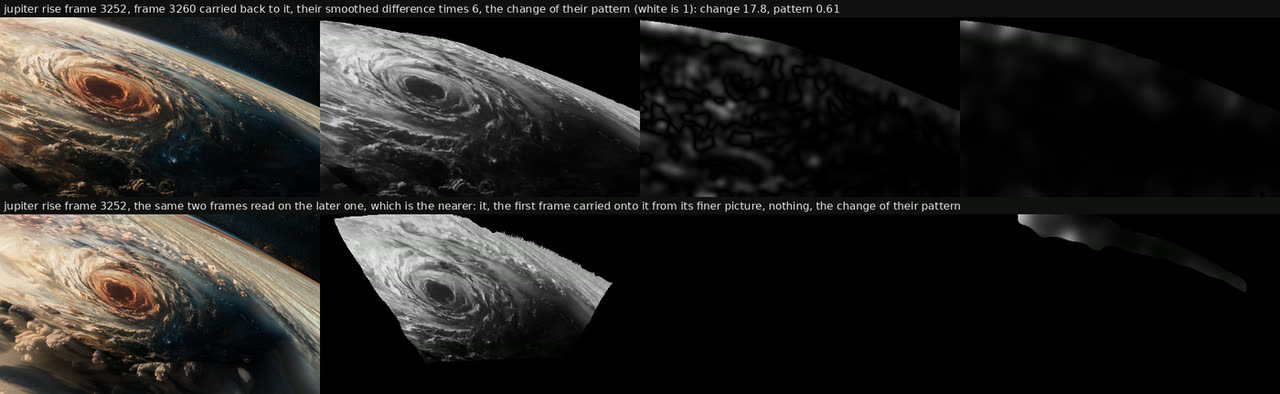 jupiter rise frame 3252, frame 3260 carried back to it, their smoothed difference times 6, the change of their pattern (white is 1): change 17.8, pattern 0.61
jupiter rise frame 3252, the same two frames read on the later one, which is the nearer: it, the first frame carried onto it from its finer picture, nothing, the change of their pattern